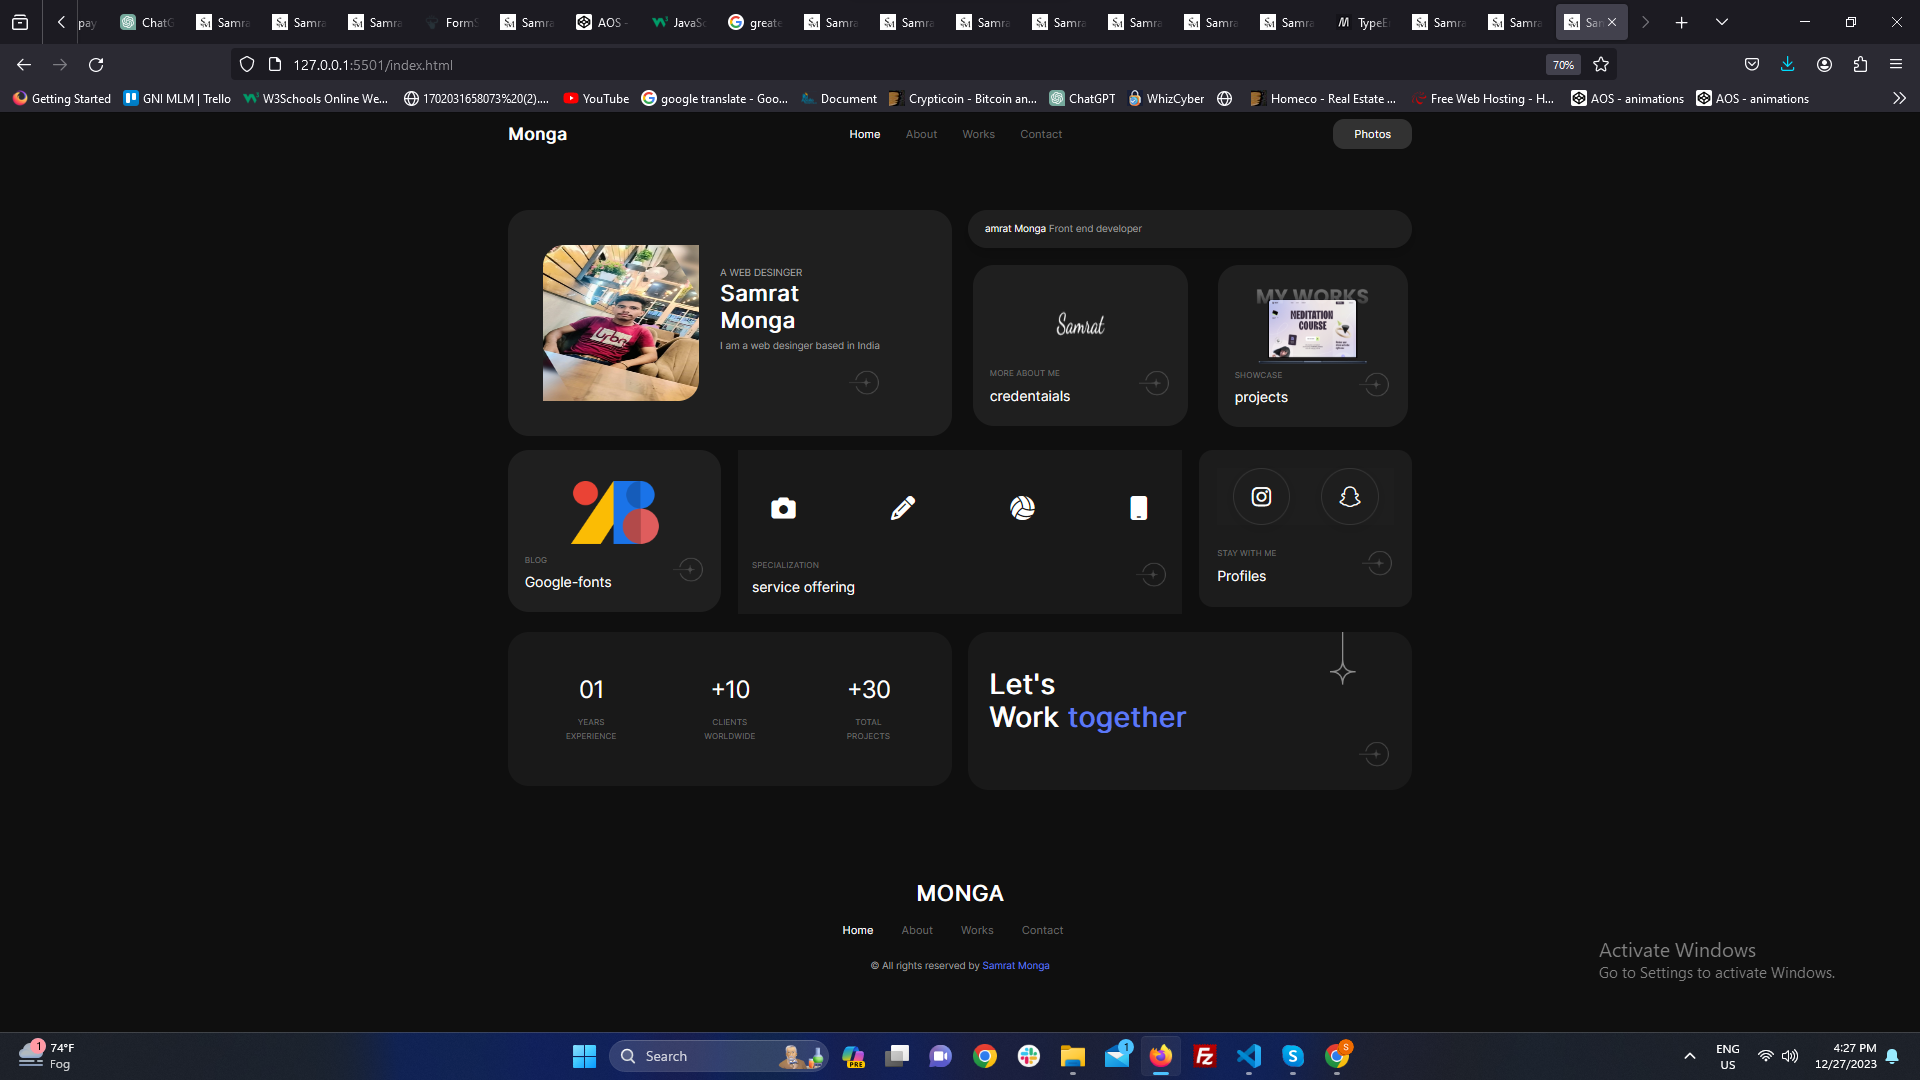 pay ChatG Samra Samra Samra FormS Samra AOS - JavaSc greate Samra Samra Samra Samra Samra Samra Samra TypeE Samra Samra Sam
127.0.0.1:5501/index.html 70%
Getting Started GNI MLM | Trello W3Schools Online We... 1702031658073%20(2).... YouTube google translate - Goo... Document Crypticoin - Bitcoin an... ChatGPT WhizCyber Homeco - Real Estate ... Free Web Hosting - H... AOS - animations AOS - animations
Monga Home About Works Contact Photos
amrat Monga Front end developer
A WEB DESINGER
Samrat
Monga
I am a web desinger based in India
Samrat
MORE ABOUT ME
credentaials
MY WORKS
MEDITATION
COURSE
SHOWCASE
projects
BLOG
Google-fonts
SPECIALIZATION
service offering
STAY WITH ME
Profiles
01
YEARS
EXPERIENCE
+10
CLIENTS
WORLDWIDE
+30
TOTAL
PROJECTS
Let's
Work together
MONGA
Home About Works Contact
© All rights reserved by Samrat Monga
Activate Windows
Go to Settings to activate Windows.
1 74°F
Fog
Search
PRE
1
S
ENG
US
4:27 PM
12/27/2023